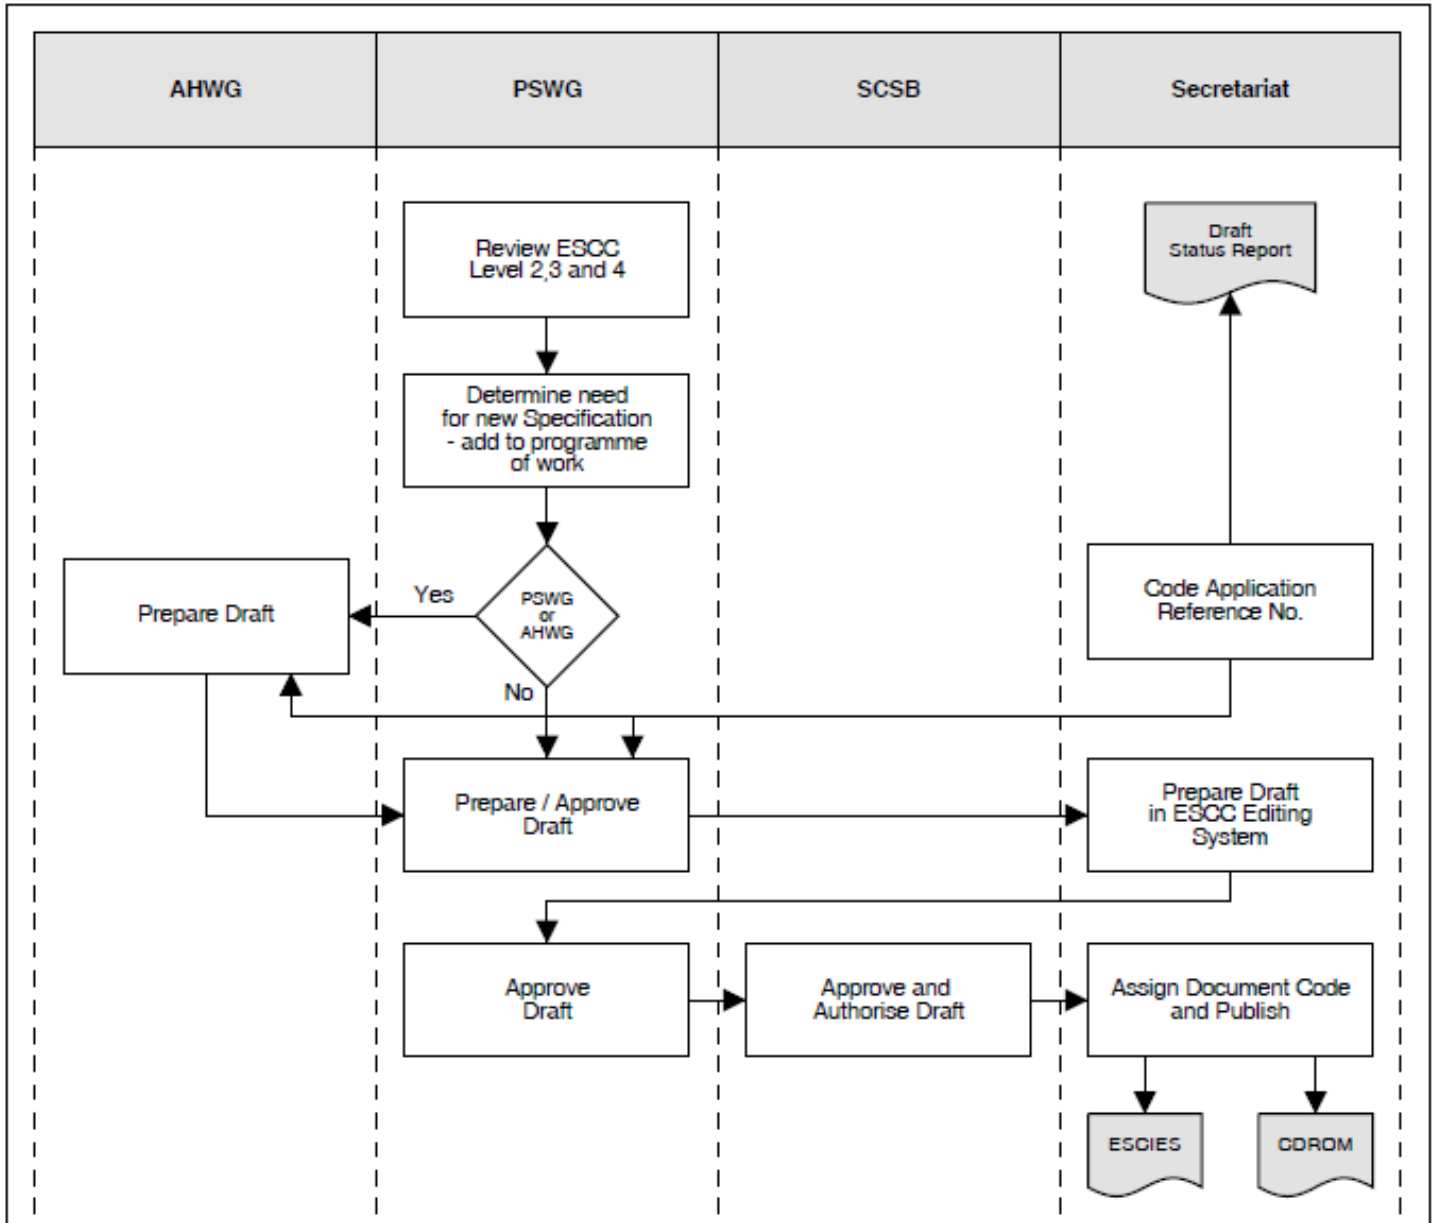 AHWG
PSWG
SCSB
Secretariat
Review ESCC
Level 2,3 and 4
Draft
Status Report
Determine need
for new Specification
- add to programme
of work
Prepare Draft
Yes
PSWG
or
AHWG
No
Code Application
Reference No.
Prepare / Approve
Draft
Prepare Draft
in ESCC Editing
System
Approve
Draft
Approve and
Authorise Draft
Assign Document Code
and Publish
ESCIES
CDROM